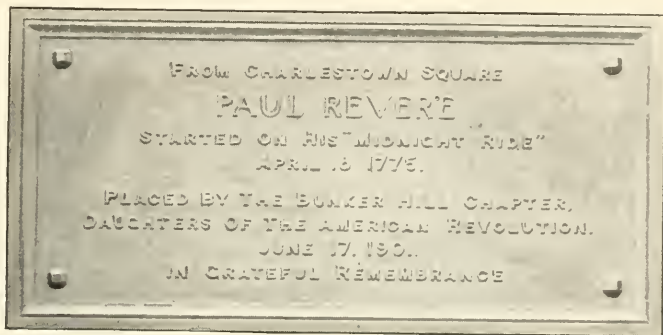 FROM CHARLESTOWN SQUARE
PAUL REVERE
STARTED ON HIS "MIDNIGHT RIDE"
APRIL 18 1775.
PLACED BY THE BUNKER HILL CHAPTER,
DAUGHTERS OF THE AMERICAN REVOLUTION.
JUNE 17, 1901.
IN GRATEFUL REMEMBRANCE